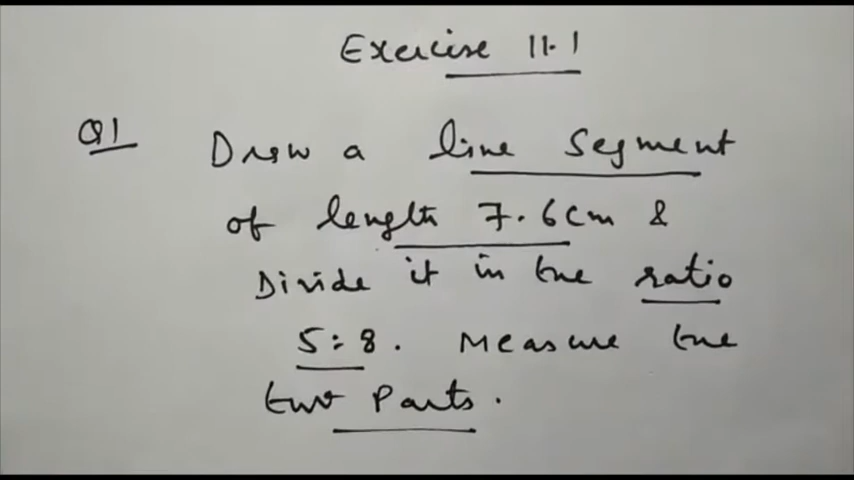 Exercise 11.1
Q1 Draw a line segment
of length 7.6cm &
Divide it in the ratio
5:8. Measure the
two Parts.